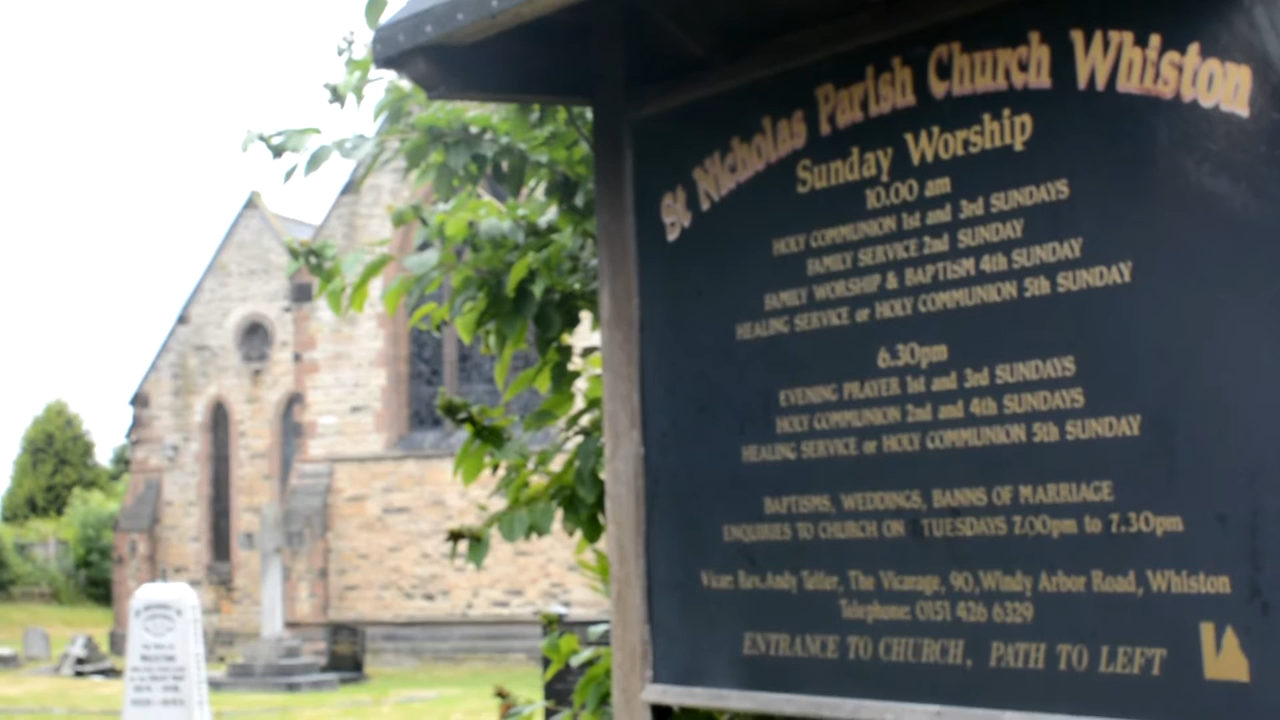 St Nicholas Parish Church Whiston
Sunday Worship
10.00 am
HOLY COMMUNION 1st and 3rd SUNDAYS
FAMILY SERVICE 2nd SUNDAY
FAMILY WORSHIP & BAPTISM 4th SUNDAY
HEALING SERVICE or HOLY COMMUNION 5th SUNDAY
6.30pm
EVENING PRAYER 1st and 3rd SUNDAYS
HOLY COMMUNION 2nd and 4th SUNDAYS
HEALING SERVICE or HOLY COMMUNION 5th SUNDAY
BAPTISMS, WEDDINGS, BANNS OF MARRIAGE
ENQUIRIES TO CHURCH ON TUESDAYS 7.00pm to 7.30pm
Vicar: Rev. Andy Telfer, The Vicarage, 90, Windy Arbor Road, Whiston
Telephone: 0151 426 6329
ENTRANCE TO CHURCH, PATH TO LEFT